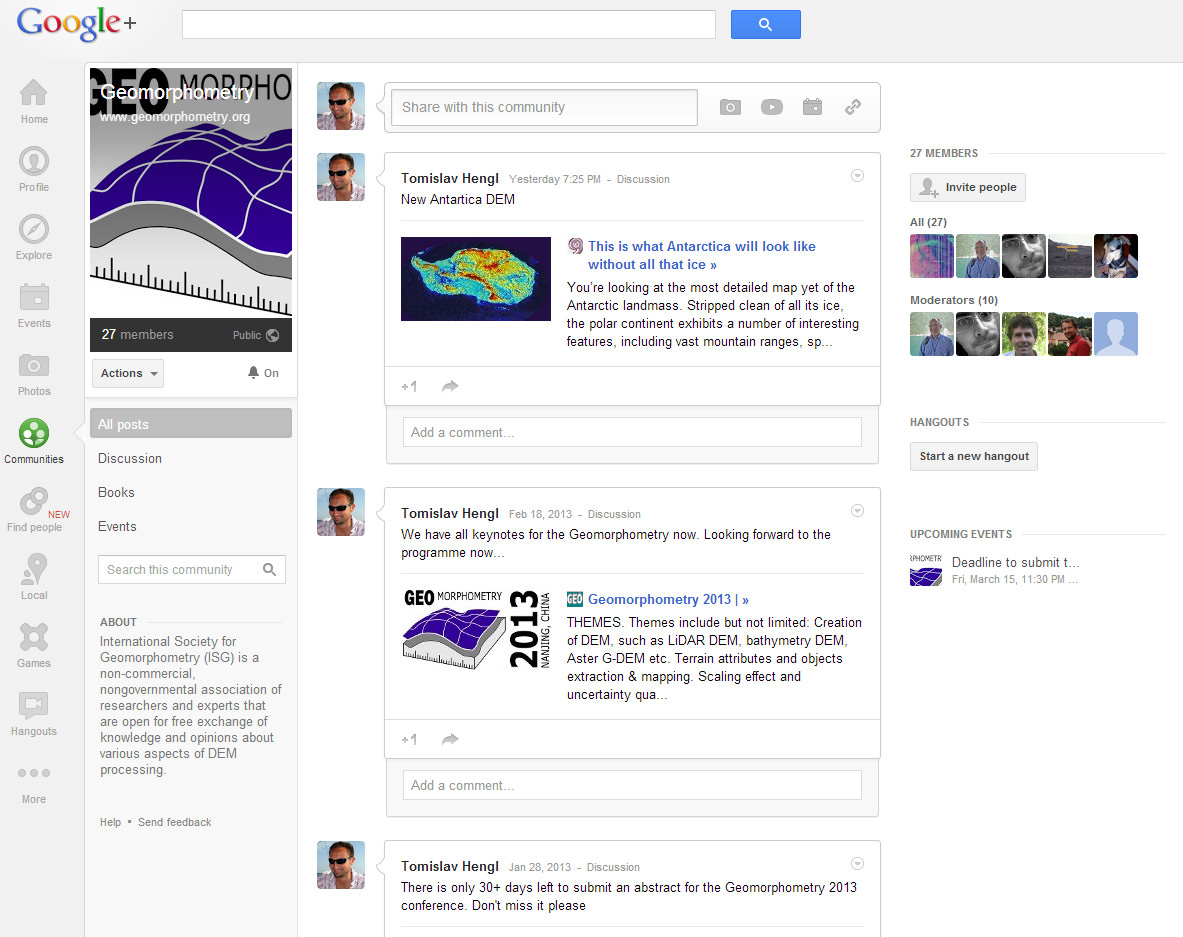 Google+
Home
Profile
Explore
Events
Photos
Communities
NEW
Find people
Local
Games
Hangouts
More
GEO MORPHO
Geomorphometry
www.geomorphometry.org
27 members
Public
Actions
On
All posts
Discussion
Books
Events
Search this community
ABOUT
International Society for
Geomorphometry (ISG) is a
non-commercial,
nongovernmental association of
researchers and experts that
are open for free exchange of
knowledge and opinions about
various aspects of DEM
processing.
Help • Send feedback
Share with this community
Tomislav Hengl Yesterday 7:25 PM - Discussion
New Antartica DEM
This is what Antarctica will look like
without all that ice »
You're looking at the most detailed map yet of the
Antarctic landmass. Stripped clean of all its ice,
the polar continent exhibits a number of interesting
features, including vast mountain ranges, sp...
+1
Add a comment...
Tomislav Hengl Feb 18, 2013 - Discussion
We have all keynotes for the Geomorphometry now. Looking forward to the
programme now...
GEO MORPHOMETRY
2013
NANJING, CHINA
GEO
Geomorphometry 2013 | »
THEMES. Themes include but not limited: Creation
of DEM, such as LiDAR DEM, bathymetry DEM,
Aster G-DEM etc. Terrain attributes and objects
extraction & mapping. Scaling effect and
uncertainty qua...
+1
Add a comment...
Tomislav Hengl Jan 28, 2013 - Discussion
There is only 30+ days left to submit an abstract for the Geomorphometry 2013
conference. Don't miss it please
27 MEMBERS
Invite people
All (27)
Moderators (10)
HANGOUTS
Start a new hangout
UPCOMING EVENTS
RPHOMETR
Deadline to submit t...
Fri, March 15, 11:30 PM ...